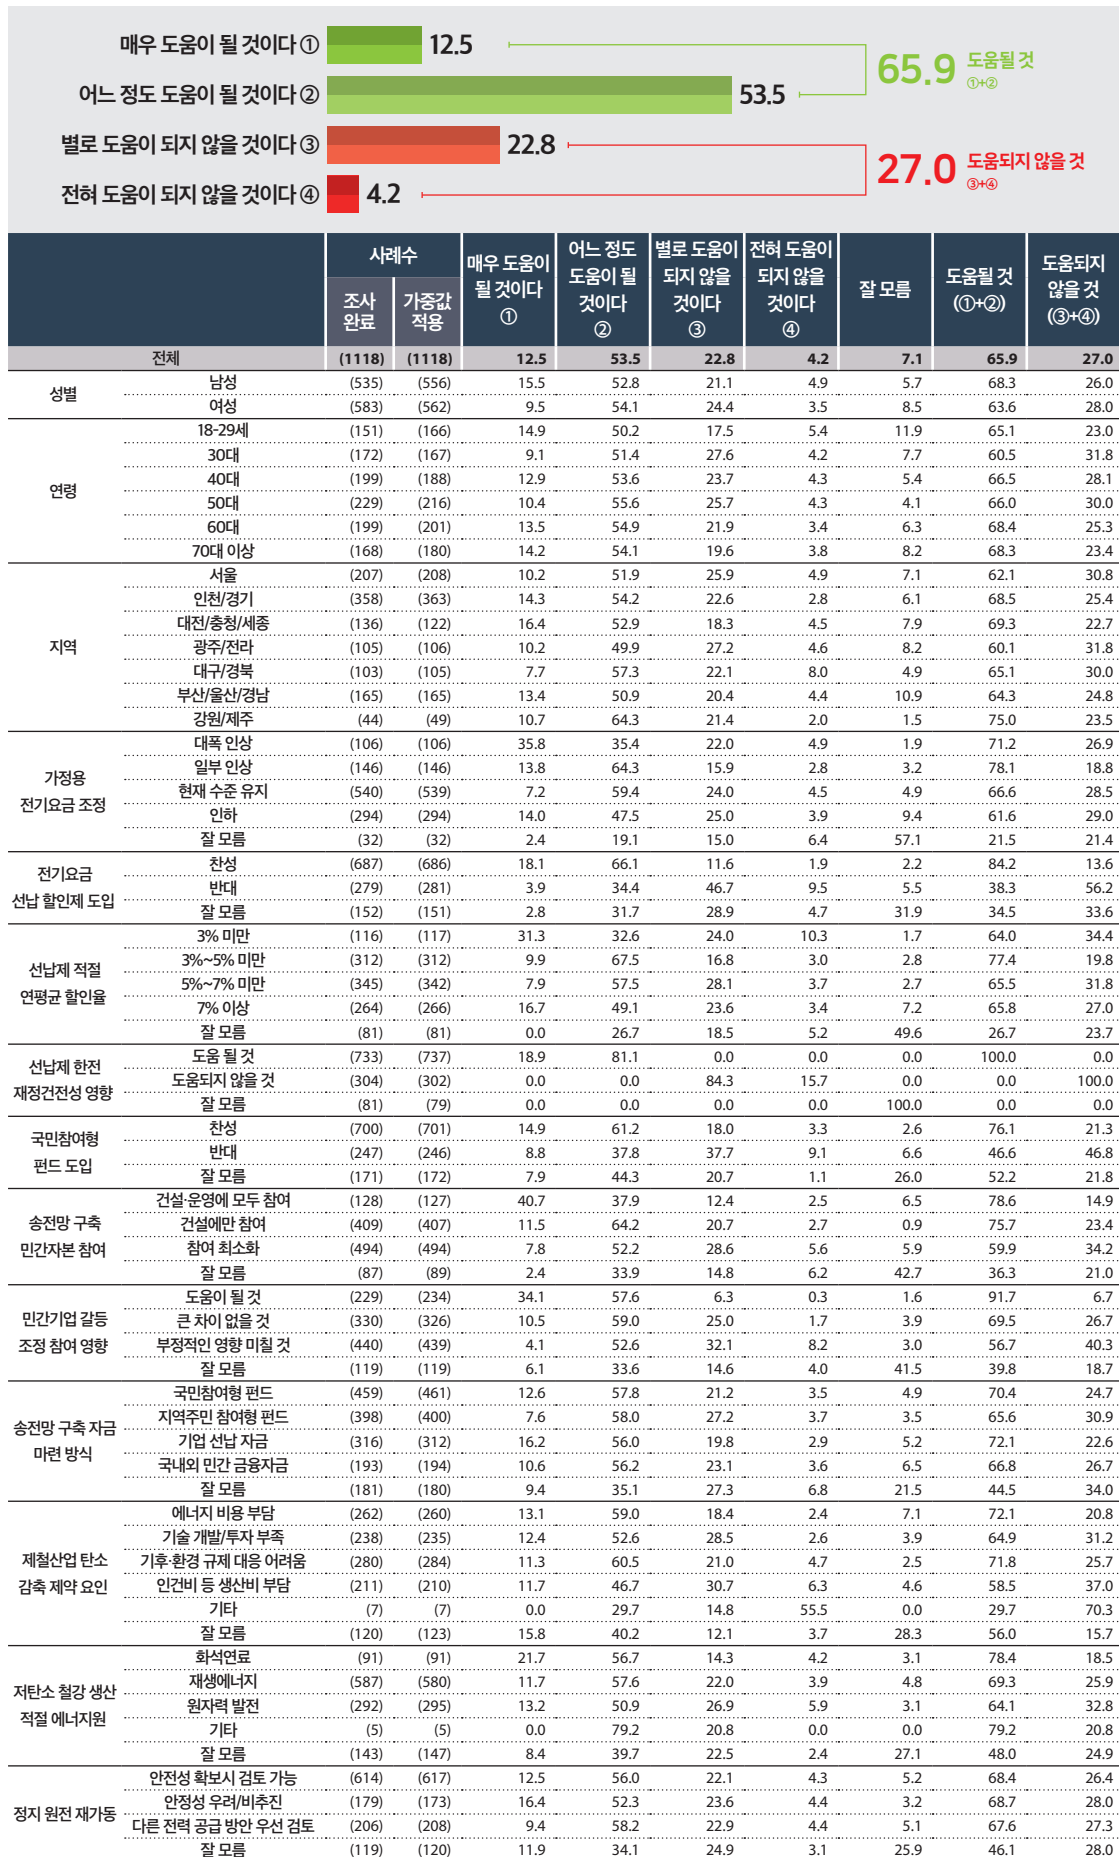 매우 도움이 될 것이다 ① 12.5
65.9 도움될 것 ①+②
어느 정도 도움이 될 것이다 ② 53.5
별로 도움이 되지 않을 것이다 ③ 22.8
27.0 도움되지 않을 것 ③+④
전혀 도움이 되지 않을 것이다 ④ 4.2
사례수
조사 완료
가중값 적용
매우 도움이 될 것이다 ①
어느 정도 도움이 될 것이다 ②
별로 도움이 되지 않을 것이다 ③
전혀 도움이 되지 않을 것이다 ④
잘 모름
도움될 것 (①+②)
도움되지 않을 것 (③+④)
전체 (1118) (1118) 12.5 53.5 22.8 4.2 7.1 65.9 27.0
성별
남성 (535) (556) 15.5 52.8 21.1 4.9 5.7 68.3 26.0
여성 (583) (562) 9.5 54.1 24.4 3.5 8.5 63.6 28.0
연령
18-29세 (151) (166) 14.9 50.2 17.5 5.4 11.9 65.1 23.0
30대 (172) (167) 9.1 51.4 27.6 4.2 7.7 60.5 31.8
40대 (199) (188) 12.9 53.6 23.7 4.3 5.4 66.5 28.1
50대 (229) (216) 10.4 55.6 25.7 4.3 4.1 66.0 30.0
60대 (199) (201) 13.5 54.9 21.9 3.4 6.3 68.4 25.3
70대 이상 (168) (180) 14.2 54.1 19.6 3.8 8.2 68.3 23.4
지역
서울 (207) (208) 10.2 51.9 25.9 4.9 7.1 62.1 30.8
인천/경기 (358) (363) 14.3 54.2 22.6 2.8 6.1 68.5 25.4
대전/충청/세종 (136) (122) 16.4 52.9 18.3 4.5 7.9 69.3 22.7
광주/전라 (105) (106) 10.2 49.9 27.2 4.6 8.2 60.1 31.8
대구/경북 (103) (105) 7.7 57.3 22.1 8.0 4.9 65.1 30.0
부산/울산/경남 (165) (165) 13.4 50.9 20.4 4.4 10.9 64.3 24.8
강원/제주 (44) (49) 10.7 64.3 21.4 2.0 1.5 75.0 23.5
가정용 전기요금 조정
대폭 인상 (106) (106) 35.8 35.4 22.0 4.9 1.9 71.2 26.9
일부 인상 (146) (146) 13.8 64.3 15.9 2.8 3.2 78.1 18.8
현재 수준 유지 (540) (539) 7.2 59.4 24.0 4.5 4.9 66.6 28.5
인하 (294) (294) 14.0 47.5 25.0 3.9 9.4 61.6 29.0
잘 모름 (32) (32) 2.4 19.1 15.0 6.4 57.1 21.5 21.4
전기요금 선납 할인제 도입
찬성 (687) (686) 18.1 66.1 11.6 1.9 2.2 84.2 13.6
반대 (279) (281) 3.9 34.4 46.7 9.5 5.5 38.3 56.2
잘 모름 (152) (151) 2.8 31.7 28.9 4.7 31.9 34.5 33.6
선납제 적절 연평균 할인율
3% 미만 (116) (117) 31.3 32.6 24.0 10.3 1.7 64.0 34.4
3%~5% 미만 (312) (312) 9.9 67.5 16.8 3.0 2.8 77.4 19.8
5%~7% 미만 (345) (342) 7.9 57.5 28.1 3.7 2.7 65.5 31.8
7% 이상 (264) (266) 16.7 49.1 23.6 3.4 7.2 65.8 27.0
잘 모름 (81) (81) 0.0 26.7 18.5 5.2 49.6 26.7 23.7
선납제 한전 재정건전성 영향
도움 될 것 (733) (737) 18.9 81.1 0.0 0.0 0.0 100.0 0.0
도움되지 않을 것 (304) (302) 0.0 0.0 84.3 15.7 0.0 0.0 100.0
잘 모름 (81) (79) 0.0 0.0 0.0 0.0 100.0 0.0 0.0
국민참여형 펀드 도입
찬성 (700) (701) 14.9 61.2 18.0 3.3 2.6 76.1 21.3
반대 (247) (246) 8.8 37.8 37.7 9.1 6.6 46.6 46.8
잘 모름 (171) (172) 7.9 44.3 20.7 1.1 26.0 52.2 21.8
송전망 구축 민간자본 참여
건설·운영에 모두 참여 (128) (127) 40.7 37.9 12.4 2.5 6.5 78.6 14.9
건설에만 참여 (409) (407) 11.5 64.2 20.7 2.7 0.9 75.7 23.4
참여 최소화 (494) (494) 7.8 52.2 28.6 5.6 5.9 59.9 34.2
잘 모름 (87) (89) 2.4 33.9 14.8 6.2 42.7 36.3 21.0
민간기업 갈등 조정 참여 영향
도움이 될 것 (229) (234) 34.1 57.6 6.3 0.3 1.6 91.7 6.7
큰 차이 없을 것 (330) (326) 10.5 59.0 25.0 1.7 3.9 69.5 26.7
부정적인 영향 미칠 것 (440) (439) 4.1 52.6 32.1 8.2 3.0 56.7 40.3
잘 모름 (119) (119) 6.1 33.6 14.6 4.0 41.5 39.8 18.7
송전망 구축 자금 마련 방식
국민참여형 펀드 (459) (461) 12.6 57.8 21.2 3.5 4.9 70.4 24.7
지역주민 참여형 펀드 (398) (400) 7.6 58.0 27.2 3.7 3.5 65.6 30.9
기업 선납 자금 (316) (312) 16.2 56.0 19.8 2.9 5.2 72.1 22.6
국내외 민간 금융자금 (193) (194) 10.6 56.2 23.1 3.6 6.5 66.8 26.7
잘 모름 (181) (180) 9.4 35.1 27.3 6.8 21.5 44.5 34.0
제철산업 탄소 감축 제약 요인
에너지 비용 부담 (262) (260) 13.1 59.0 18.4 2.4 7.1 72.1 20.8
기술 개발/투자 부족 (238) (235) 12.4 52.6 28.5 2.6 3.9 64.9 31.2
기후·환경 규제 대응 어려움 (280) (284) 11.3 60.5 21.0 4.7 2.5 71.8 25.7
인건비 등 생산비 부담 (211) (210) 11.7 46.7 30.7 6.3 4.6 58.5 37.0
기타 (7) (7) 0.0 29.7 14.8 55.5 0.0 29.7 70.3
잘 모름 (120) (123) 15.8 40.2 12.1 3.7 28.3 56.0 15.7
저탄소 철강 생산 적절 에너지원
화석연료 (91) (91) 21.7 56.7 14.3 4.2 3.1 78.4 18.5
재생에너지 (587) (580) 11.7 57.6 22.0 3.9 4.8 69.3 25.9
원자력 발전 (292) (295) 13.2 50.9 26.9 5.9 3.1 64.1 32.8
기타 (5) (5) 0.0 79.2 20.8 0.0 0.0 79.2 20.8
잘 모름 (143) (147) 8.4 39.7 22.5 2.4 27.1 48.0 24.9
정지 원전 재가동
안전성 확보시 검토 가능 (614) (617) 12.5 56.0 22.1 4.3 5.2 68.4 26.4
안정성 우려/비추진 (179) (173) 16.4 52.3 23.6 4.4 3.2 68.7 28.0
다른 전력 공급 방안 우선 검토 (206) (208) 9.4 58.2 22.9 4.4 5.1 67.6 27.3
잘 모름 (119) (120) 11.9 34.1 24.9 3.1 25.9 46.1 28.0